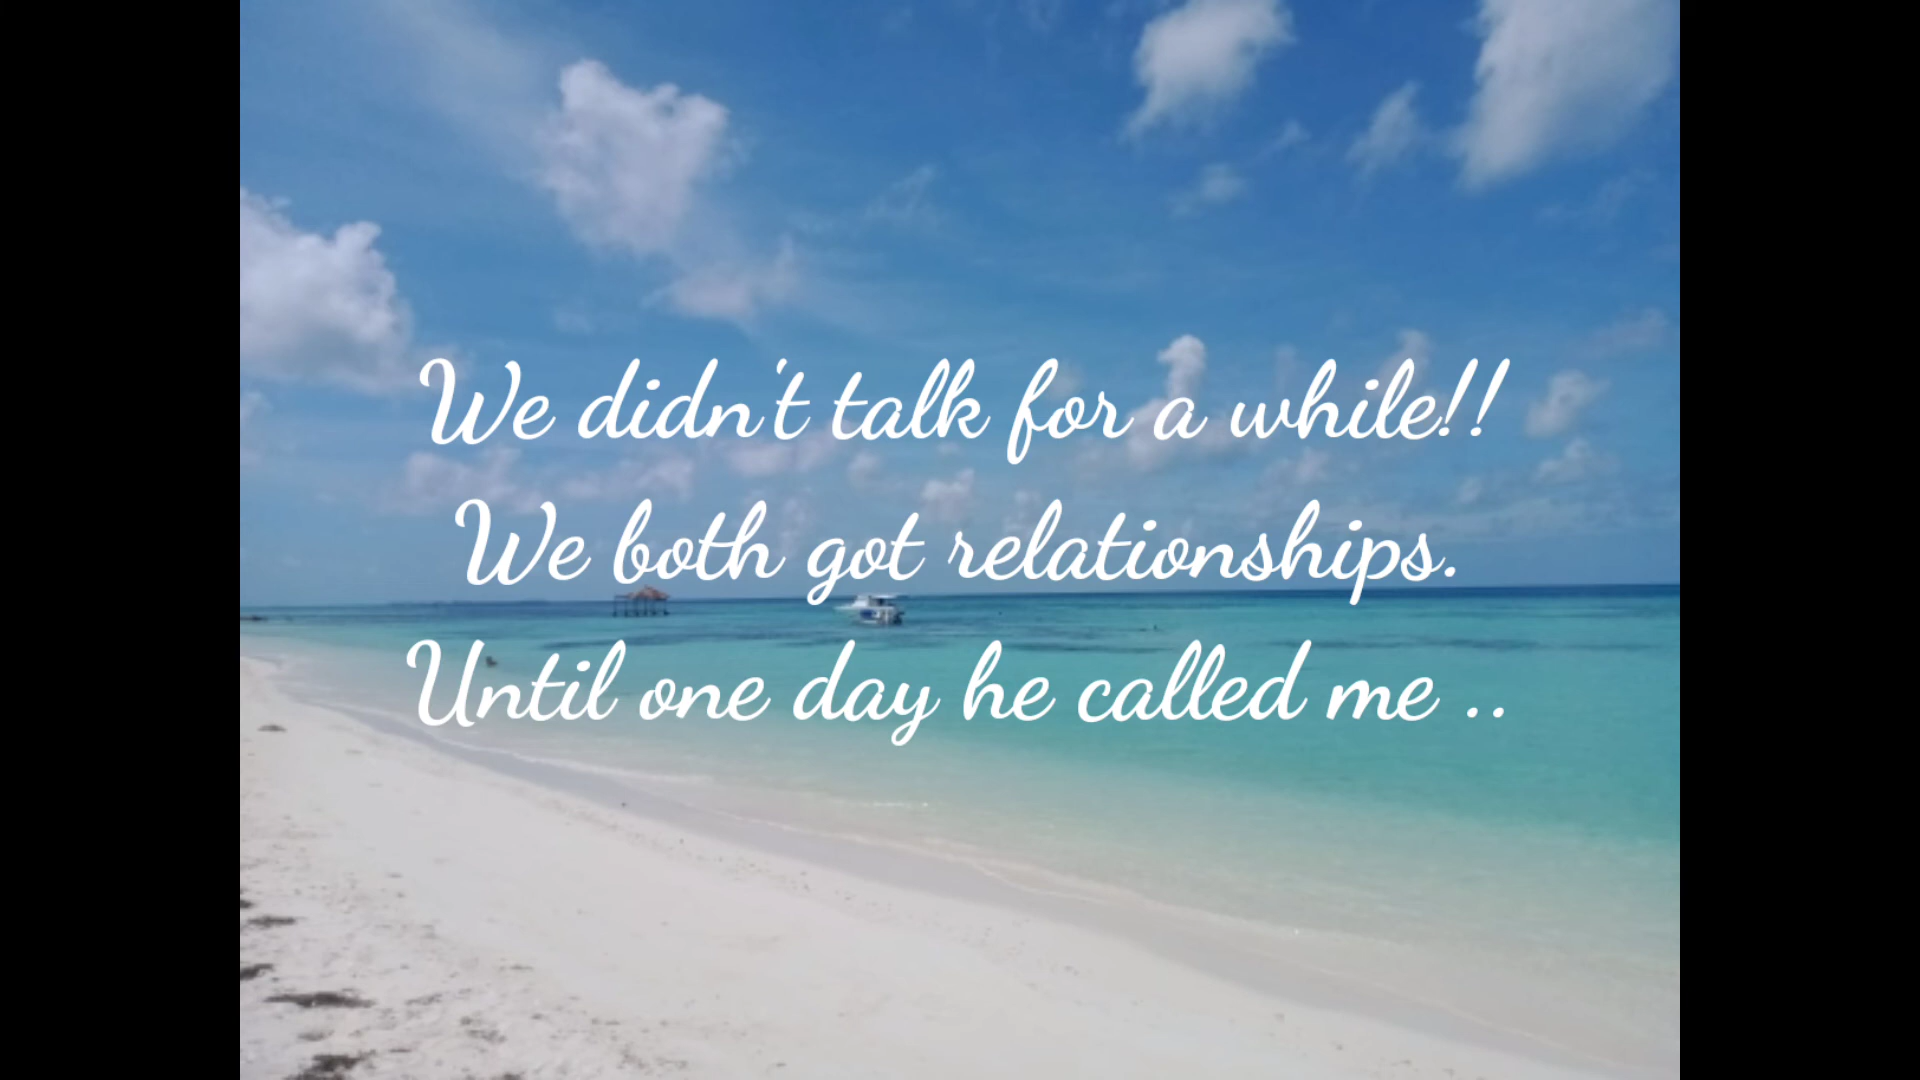 We didn't talk for a while!!
We both got relationships.
Until one day he called me ..